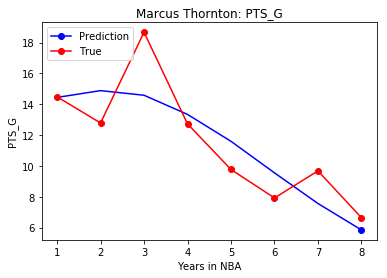 Marcus Thornton: PTS_G
Prediction
True
PTS_G
18
16
14
12
10
8
6
1 2 3 4 5 6 7 8
Years in NBA